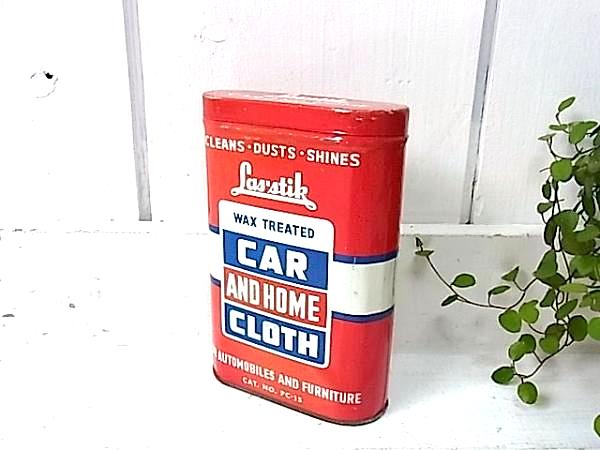 CLEANS · DUSTS · SHINES
Las-stik
WAX TREATED
CAR
AND HOME
CLOTH
AUTOMOBILES AND FURNITURE
CAT. NO. PC-15